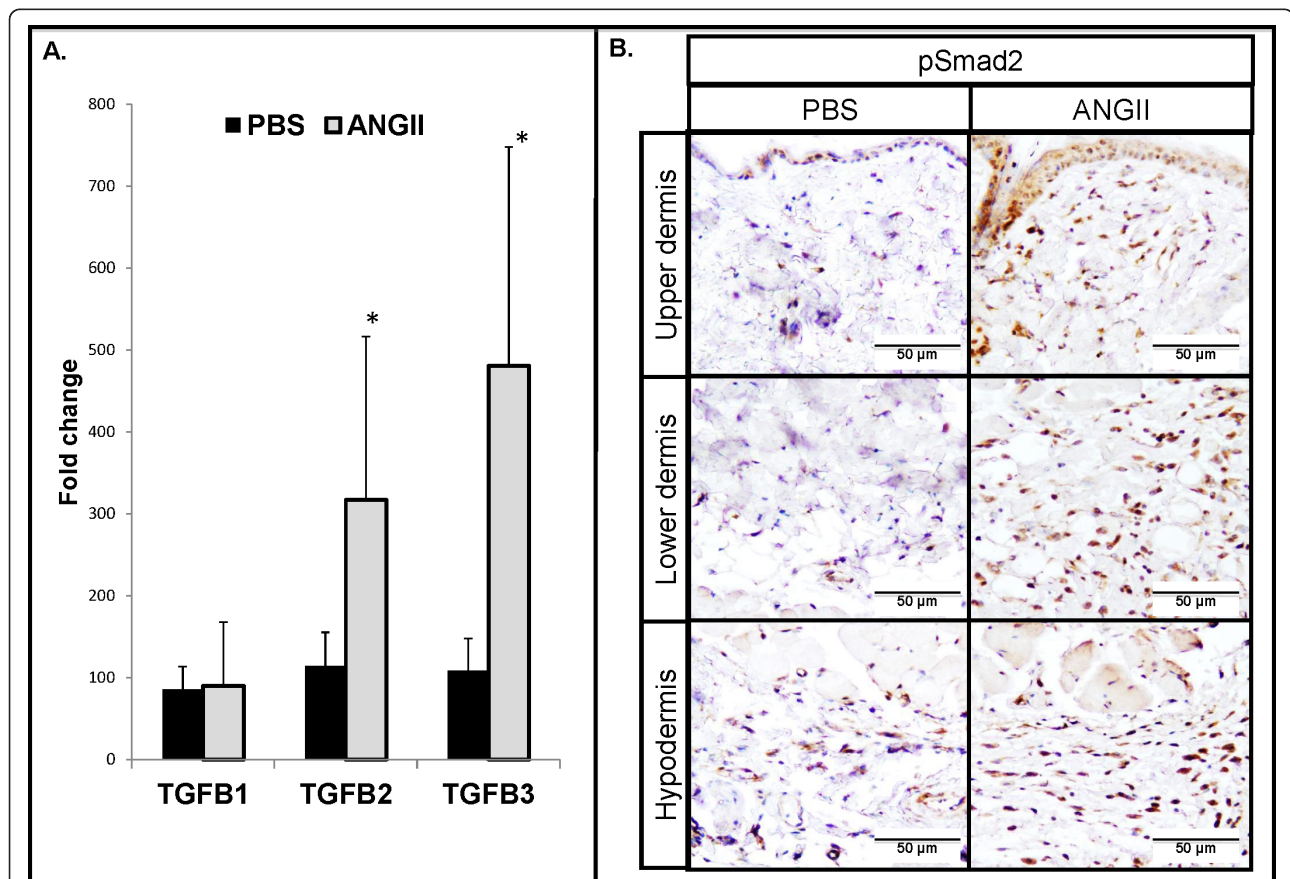 A.
PBS ANGII
800
700
600
500
400
300
200
100
0
Fold change
*
*
TGFB1 TGFB2 TGFB3
B.
pSmad2
PBS ANGII
Upper dermis
50 µm
50 µm
Lower dermis
50 µm
50 µm
Hypodermis
50 µm
50 µm